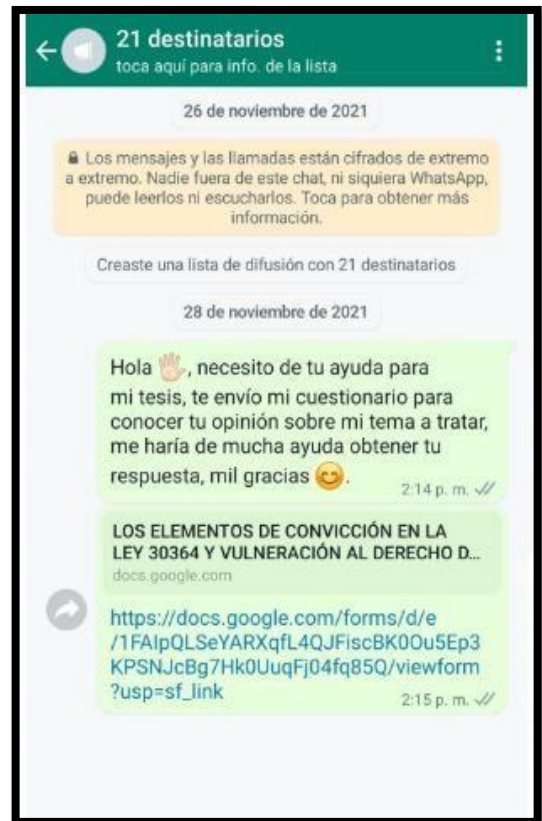 21 destinatarios
toca aquí para info. de la lista
26 de noviembre de 2021
Los mensajes y las llamadas están cifrados de extremo
a extremo. Nadie fuera de este chat, ni siquiera WhatsApp,
puede leerlos ni escucharlos. Toca para obtener más
información.
Creaste una lista de difusión con 21 destinatarios
28 de noviembre de 2021
Hola 🖐🏻, necesito de tu ayuda para
mi tesis, te envío mi cuestionario para
conocer tu opinión sobre mi tema a tratar,
me haría de mucha ayuda obtener tu
respuesta, mil gracias 😊.
2:14 p. m.
LOS ELEMENTOS DE CONVICCIÓN EN LA
LEY 30364 Y VULNERACIÓN AL DERECHO D...
docs.google.com
https://docs.google.com/forms/d/e
/1FAIpQLSeYARXqfL4QJFiscBK0Ou5Ep3
KPSNJcBg7Hk0UuqFj04fq85Q/viewform
?usp=sf_link
2:15 p. m.